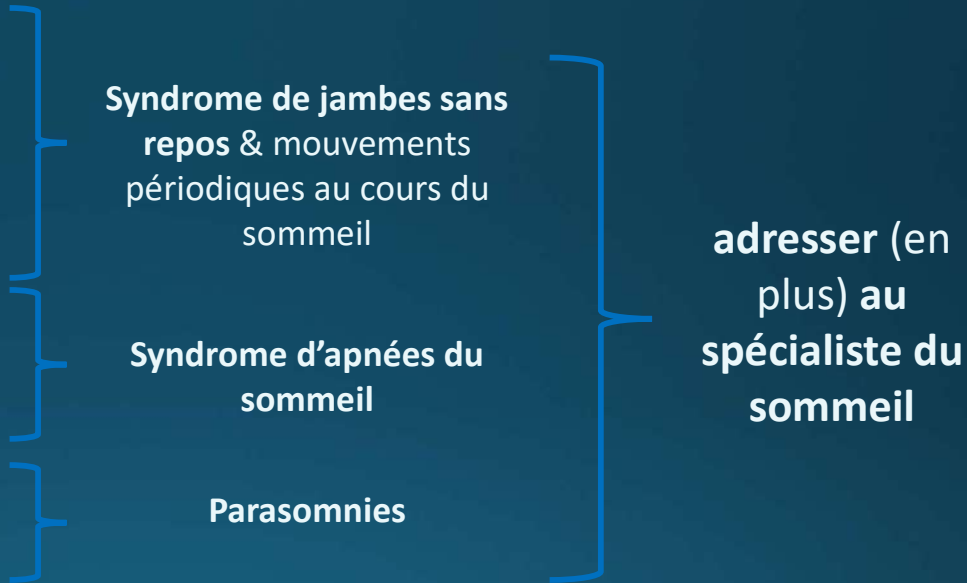 Syndrome de jambes sans
repos & mouvements
périodiques au cours du
sommeil
Syndrome d'apnées du
sommeil
Parasomnies
adresser (en
plus) au
spécialiste du
sommeil